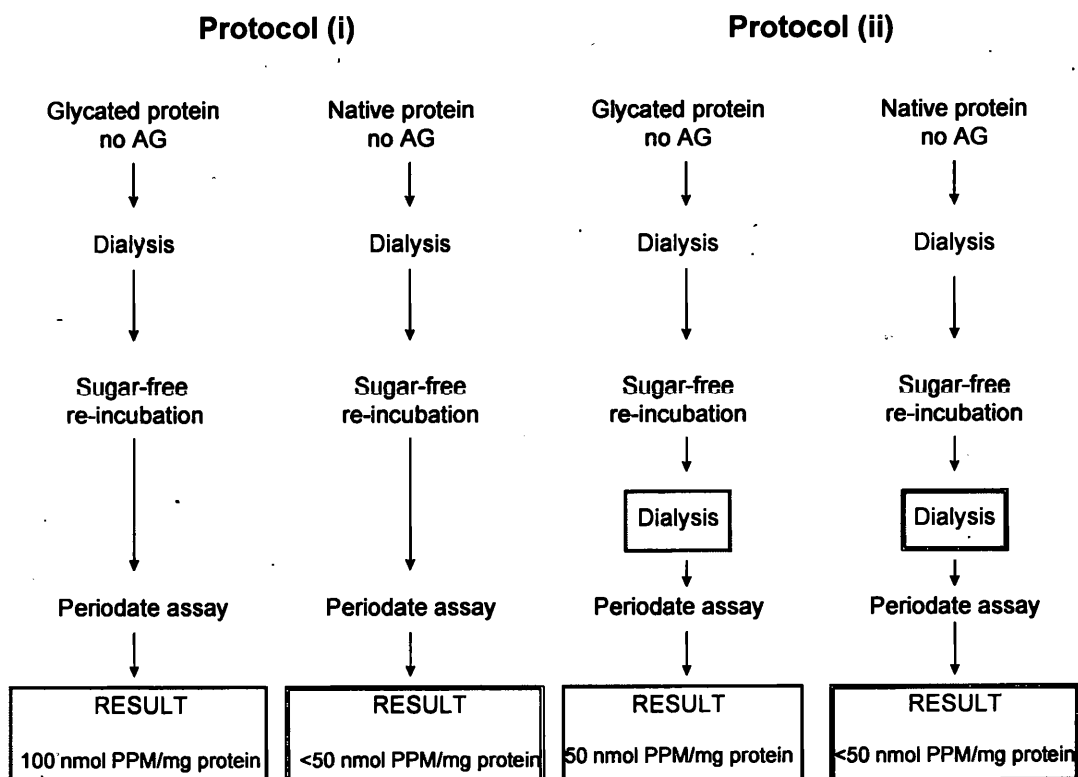 Protocol (i)
Protocol (ii)
Glycated protein
no AG
Native protein
no AG
Glycated protein
no AG
Native protein
no AG
Dialysis
Dialysis
Dialysis
Dialysis
Sugar-free
re-incubation
Sugar-free
re-incubation
Sugar-free
re-incubation
Sugar-free
re-incubation
Dialysis
Dialysis
Periodate assay
Periodate assay
Periodate assay
Periodate assay
RESULT
100 nmol PPM/mg protein
RESULT
<50 nmol PPM/mg protein
RESULT
50 nmol PPM/mg protein
RESULT
<50 nmol PPM/mg protein